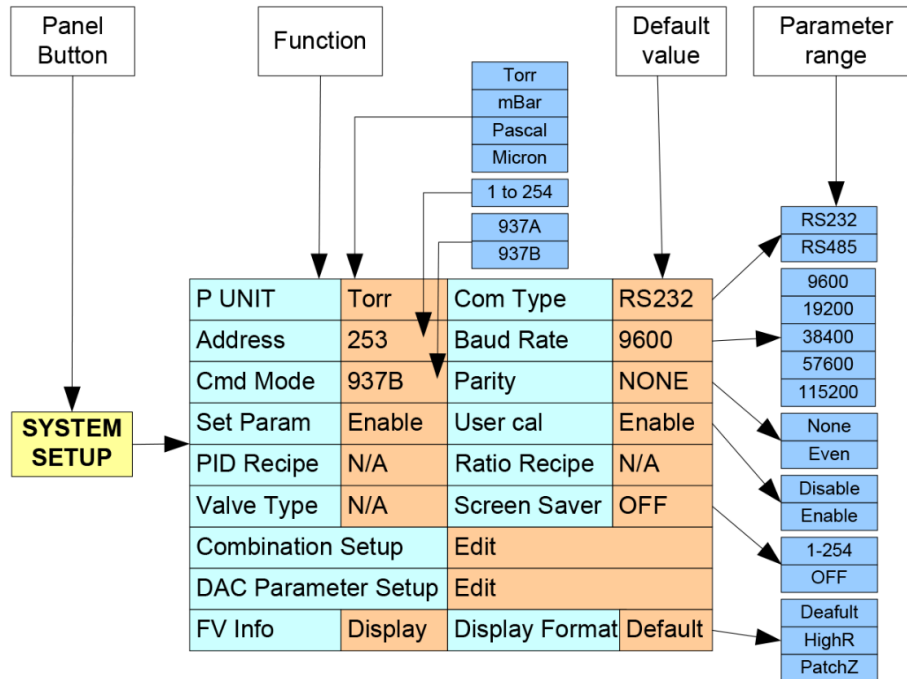 Panel
Button
Function
Default
value
Parameter
range
Torr
mBar
Pascal
Micron
1 to 254
937A
937B
RS232
RS485
9600
19200
38400
57600
115200
None
Even
Disable
Enable
1-254
OFF
Deafult
HighR
PatchZ
SYSTEM
SETUP
P UNIT Torr Com Type RS232
Address 253 Baud Rate 9600
Cmd Mode 937B Parity NONE
Set Param Enable User cal Enable
PID Recipe N/A Ratio Recipe N/A
Valve Type N/A Screen Saver OFF
Combination Setup Edit
DAC Parameter Setup Edit
FV Info Display Display Format Default